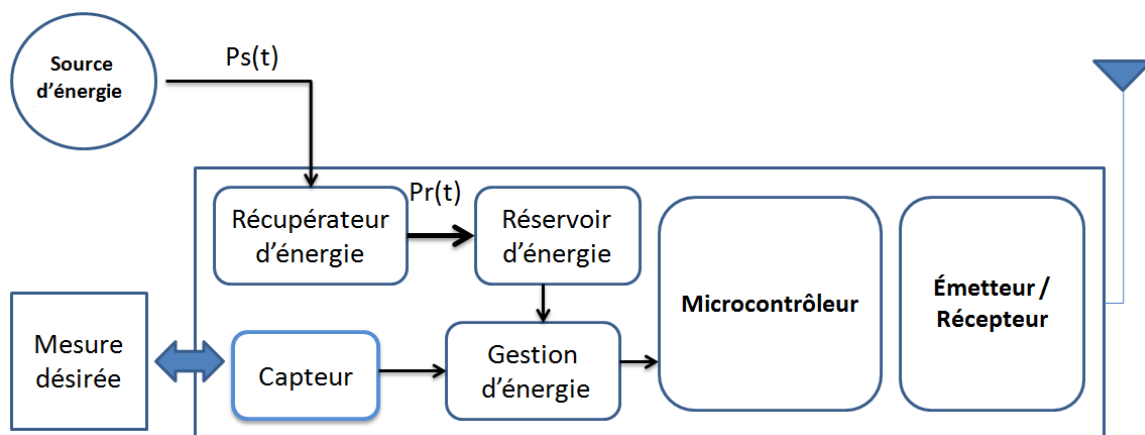 Source
d'énergie
Ps(t)
Récupérateur
d'énergie
Pr(t)
Réservoir
d'énergie
Microcontrôleur
Émetteur /
Récepteur
Mesure
désirée
Capteur
Gestion
d'énergie